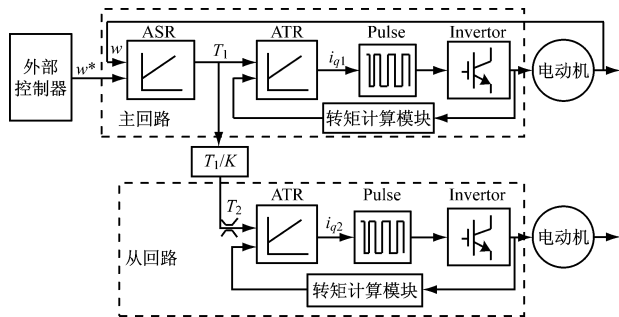 外部
控制器
w*
w
ASR
T1
ATR
iq1
Pulse
Invertor
电动机
主回路
转矩计算模块
T1/K
T2
ATR
iq2
Pulse
Invertor
电动机
从回路
转矩计算模块